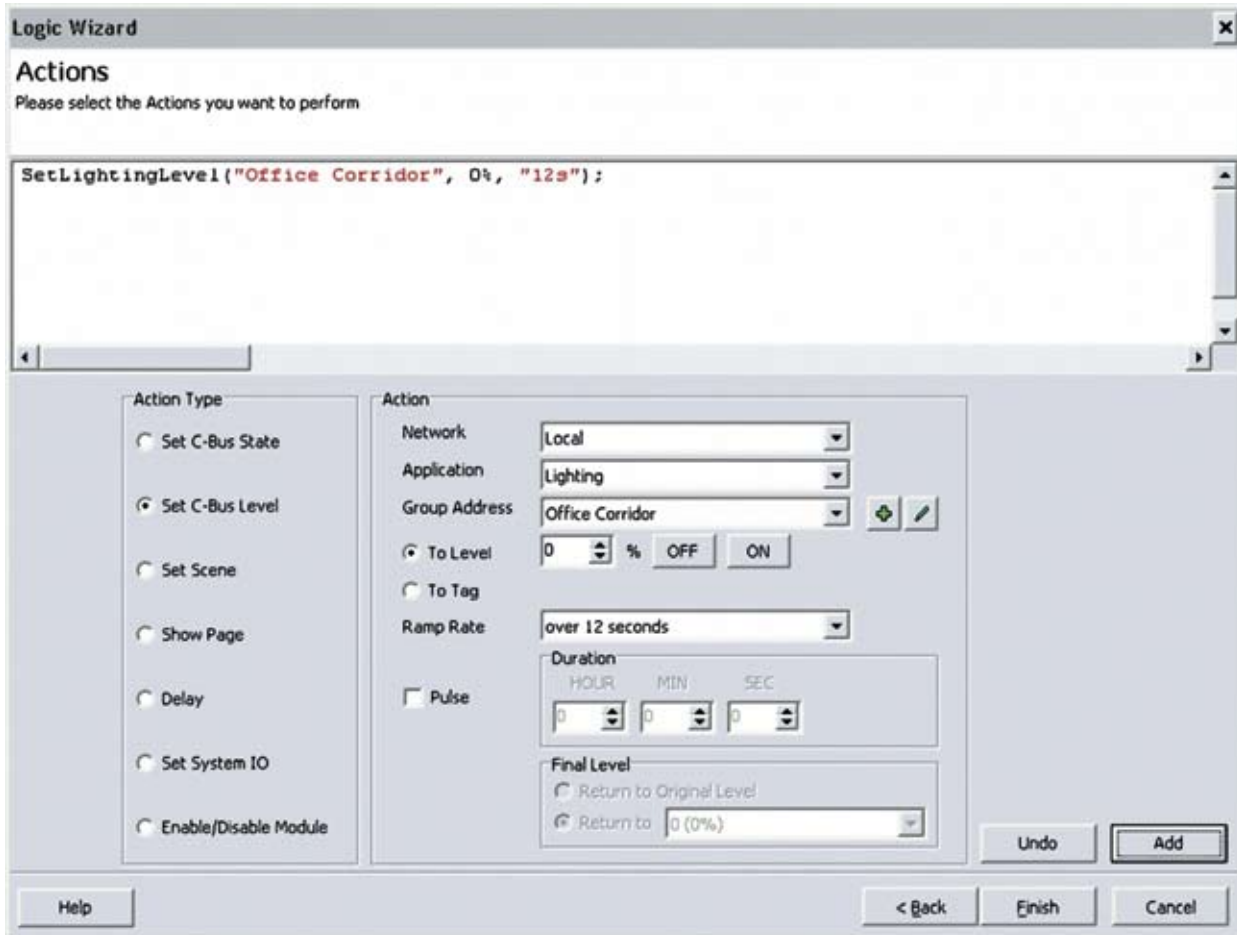 Logic Wizard
Actions
Please select the Actions you want to perform
SetLightingLevel("Office Corridor", 0%, "12s");
Action Type
Set C-Bus State
Set C-Bus Level
Set Scene
Show Page
Delay
Set System IO
Enable/Disable Module
Action
Network Local
Application Lighting
Group Address Office Corridor
To Level 0 % OFF ON
To Tag
Ramp Rate over 12 seconds
Pulse
Duration
HOUR MIN SEC
0 0 0
Final Level
Return to Original Level
Return to 0 (0%)
Undo Add
Help < Back Finish Cancel